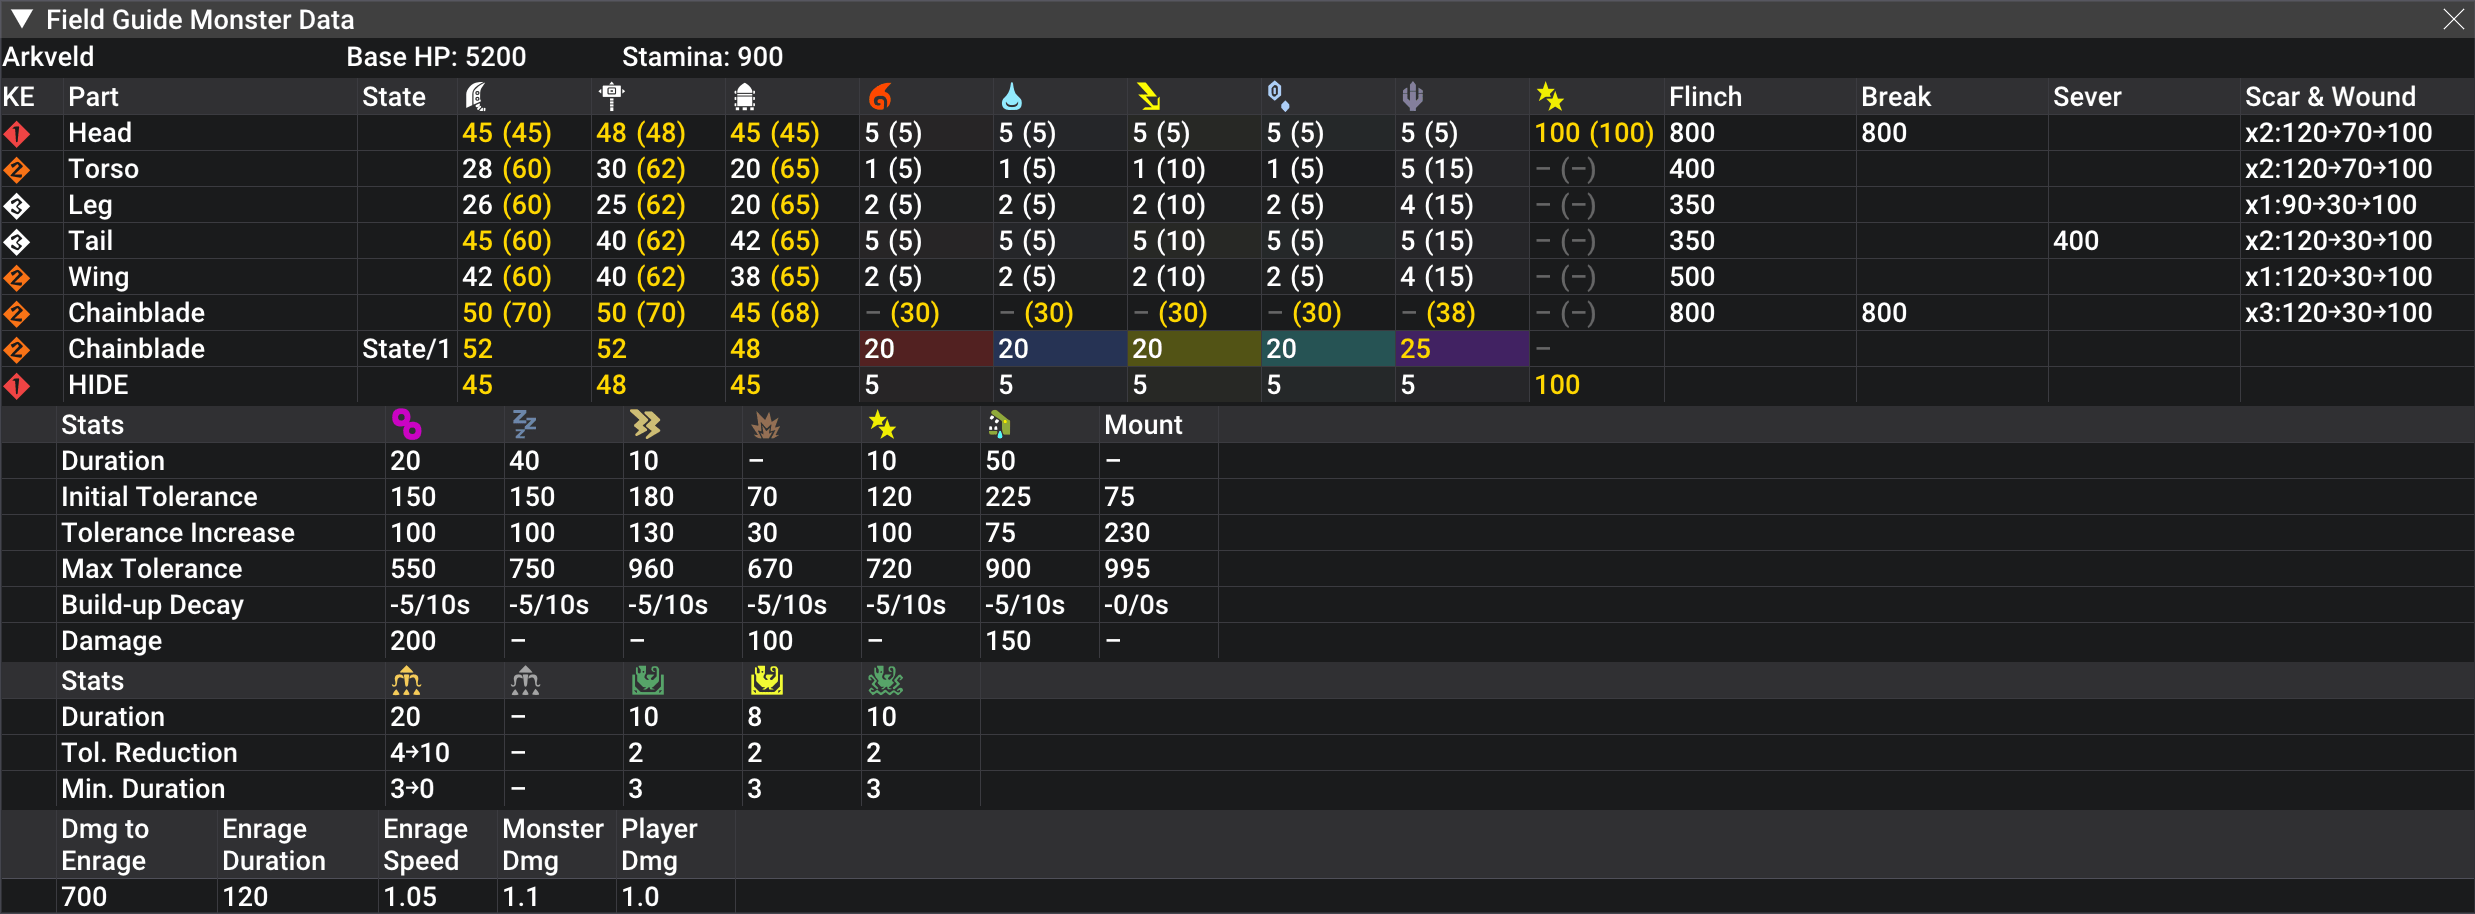 Field Guide Monster Data
Arkveld Base HP: 5200 Stamina: 900
KE Part State Flinch Break Sever Scar & Wound
1 Head 45 (45) 48 (48) 45 (45) 5 (5) 5 (5) 5 (5) 5 (5) 5 (5) 100 (100) 800 800 x2:120→70→100
2 Torso 28 (60) 30 (62) 20 (65) 1 (5) 1 (5) 1 (10) 1 (5) 5 (15) – (–) 400 x2:120→70→100
3 Leg 26 (60) 25 (62) 20 (65) 2 (5) 2 (5) 2 (10) 2 (5) 4 (15) – (–) 350 x1:90→30→100
3 Tail 45 (60) 40 (62) 42 (65) 5 (5) 5 (5) 5 (10) 5 (5) 5 (15) – (–) 350 400 x2:120→30→100
2 Wing 42 (60) 40 (62) 38 (65) 2 (5) 2 (5) 2 (10) 2 (5) 4 (15) – (–) 500 x1:120→30→100
2 Chainblade 50 (70) 50 (70) 45 (68) – (30) – (30) – (30) – (30) – (38) – (–) 800 800 x3:120→30→100
2 Chainblade State/1 52 52 48 20 20 20 20 25 –
1 HIDE 45 48 45 5 5 5 5 5 100
Stats Mount
Duration 20 40 10 – 10 50 –
Initial Tolerance 150 150 180 70 120 225 75
Tolerance Increase 100 100 130 30 100 75 230
Max Tolerance 550 750 960 670 720 900 995
Build-up Decay -5/10s -5/10s -5/10s -5/10s -5/10s -5/10s -0/0s
Damage 200 – – 100 – 150 –
Stats
Duration 20 – 10 8 10
Tol. Reduction 4→10 – 2 2 2
Min. Duration 3→0 – 3 3 3
Dmg to Enrage Enrage Duration Enrage Speed Monster Dmg Player Dmg
700 120 1.05 1.1 1.0